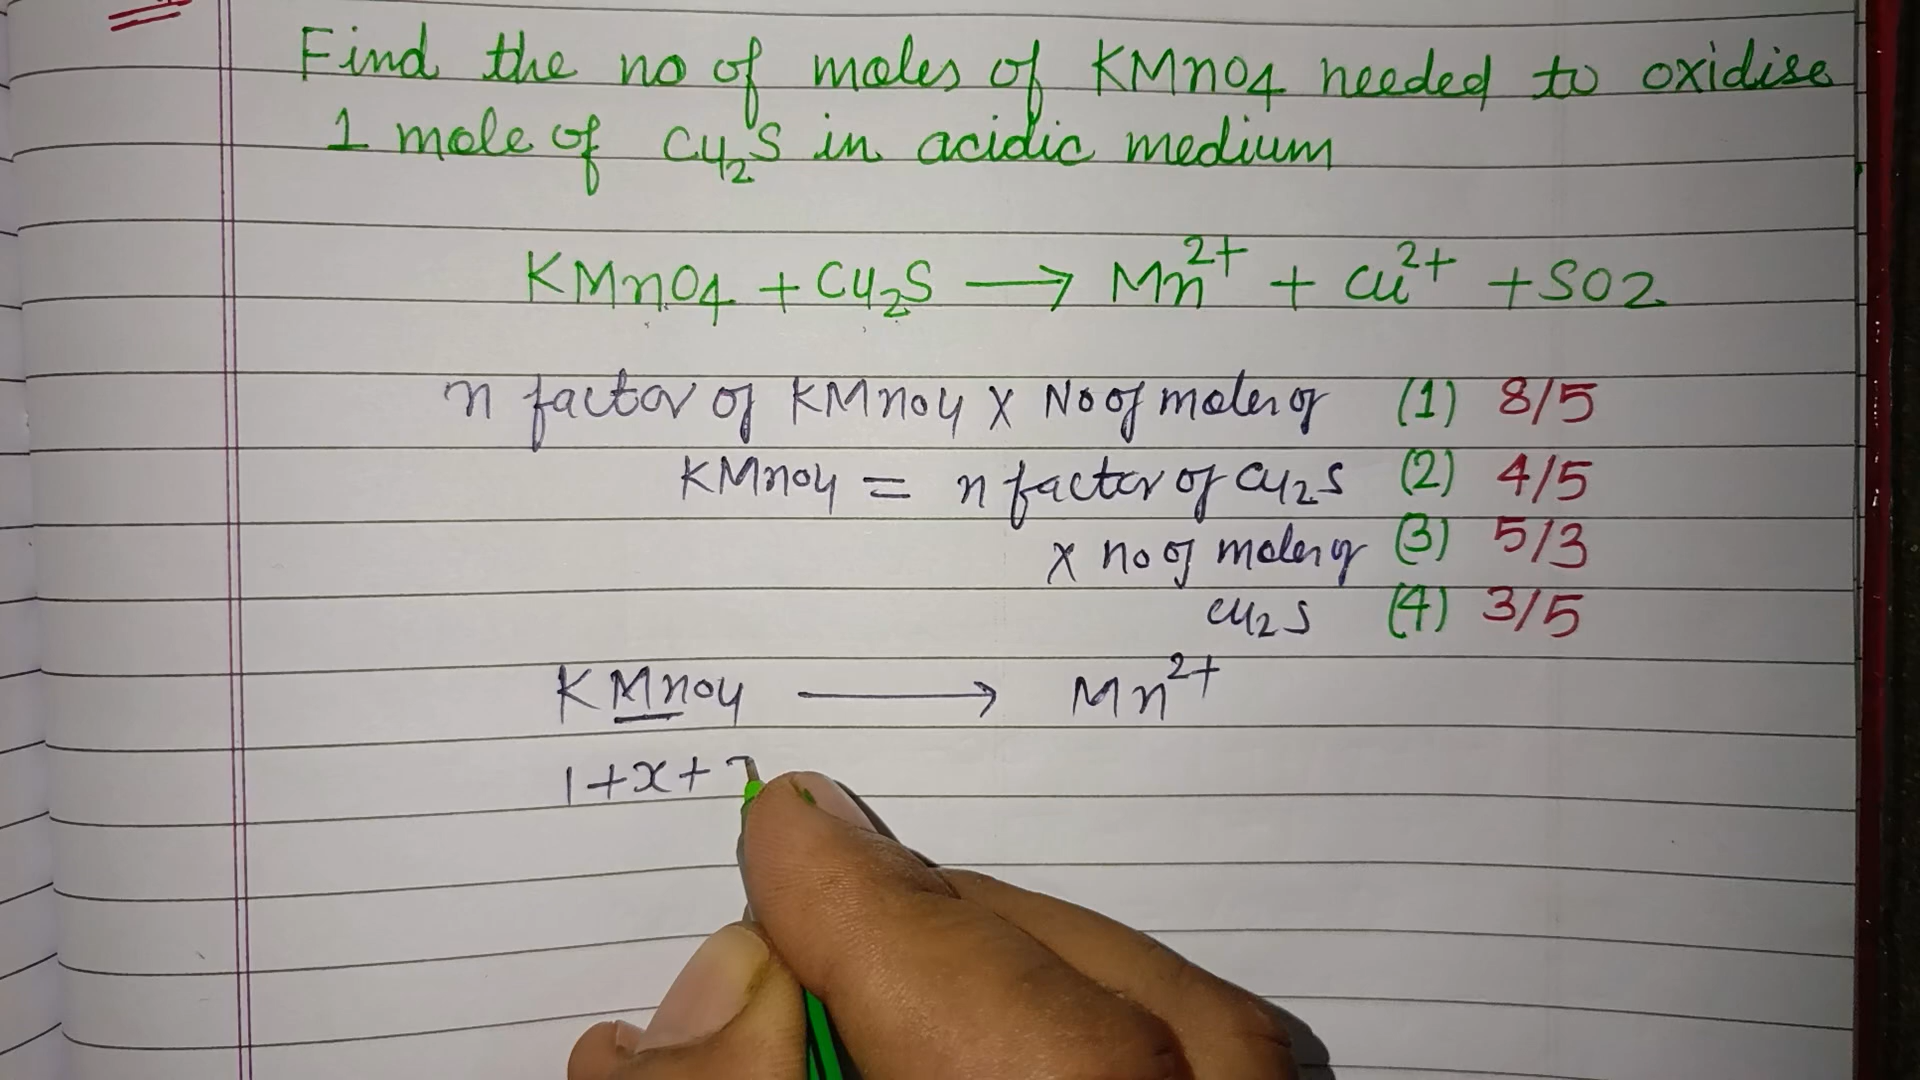 Find the no of moles of KMnO4 needed to oxidise
1 mole of Cu2S in acidic medium
KMnO4 + Cu2S → Mn2+ + Cu2+ + SO2
n factor of KMnO4 X No of moles of (1) 8/5
KMnO4 = n factor of Cu2S (2) 4/5
X no of moles of (3) 5/3
Cu2S (4) 3/5
KMnO4 → Mn2+
1+x+